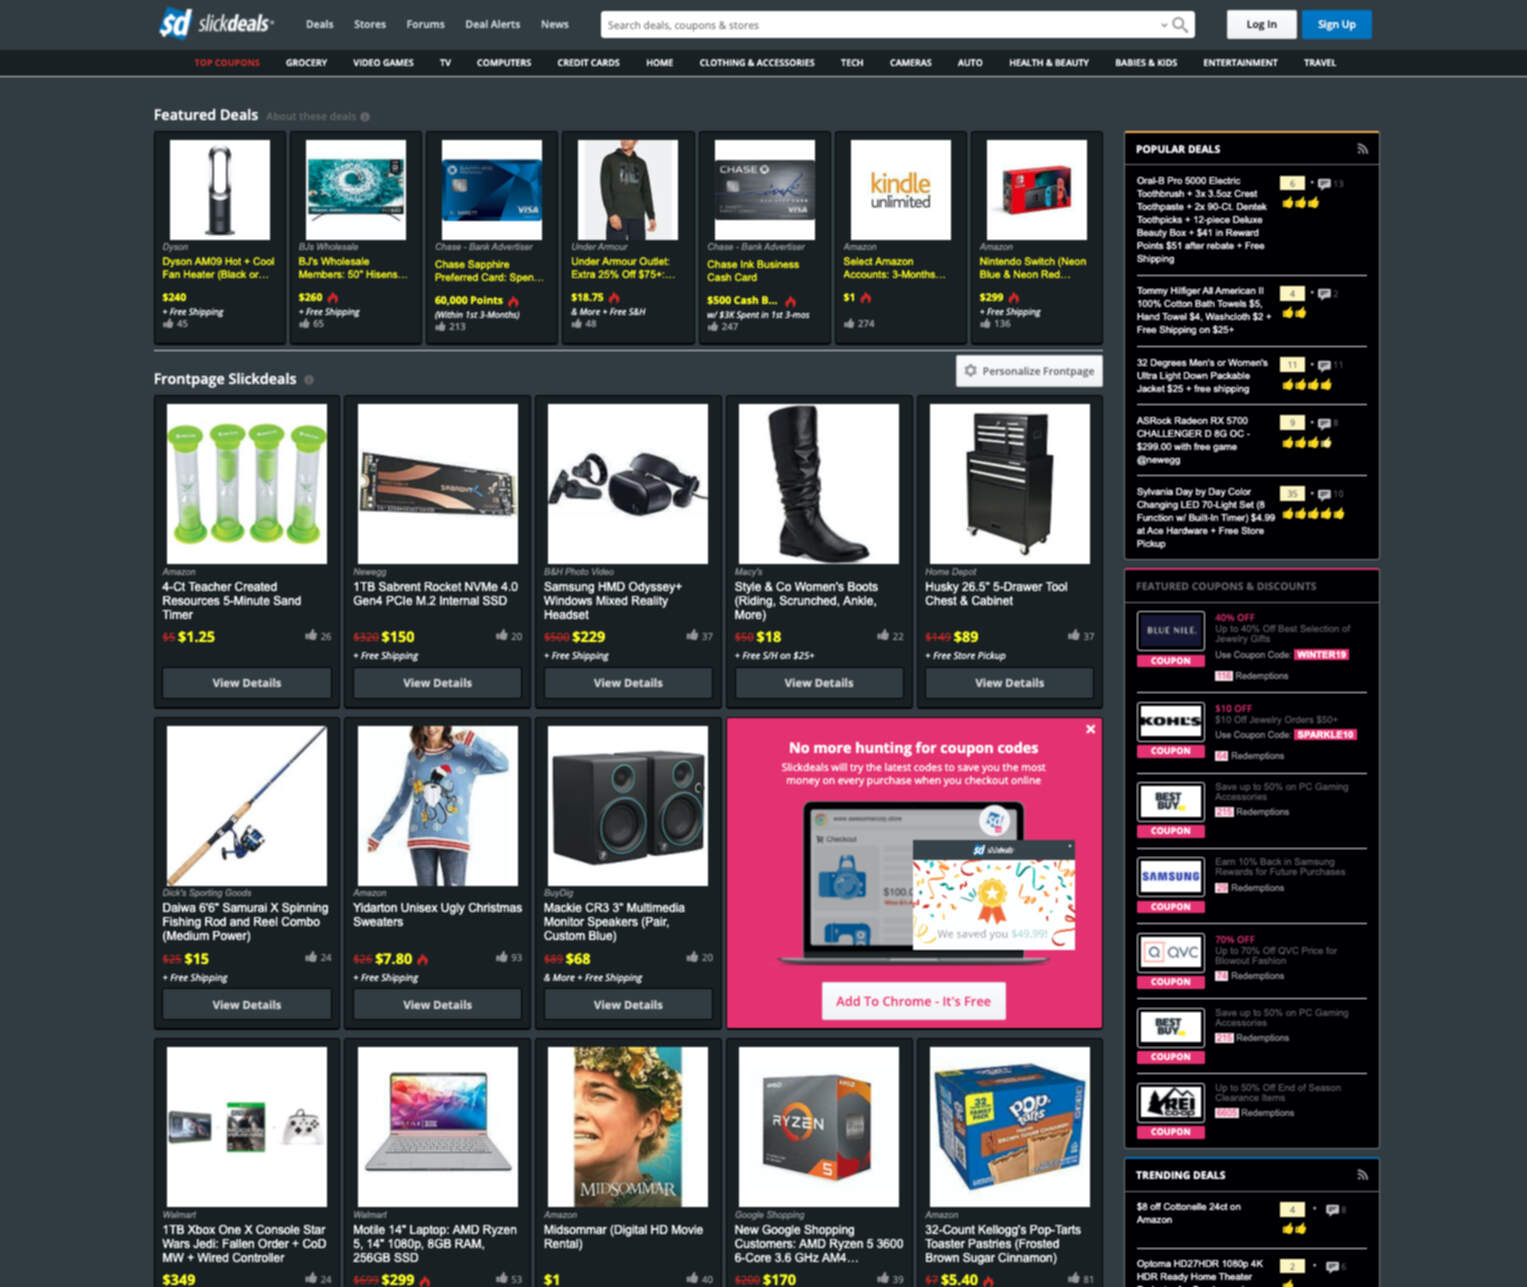 sd slickdeals
Deals
Stores
Forums
Deal Alerts
News
Search deals, coupons & stores
Log In
Sign Up
TOP COUPONS
GROCERY
VIDEO GAMES
TV
COMPUTERS
CREDIT CARDS
HOME
CLOTHING & ACCESSORIES
TECH
CAMERAS
AUTO
HEALTH & BEAUTY
BABIES & KIDS
ENTERTAINMENT
TRAVEL
Featured Deals
About these deals
Dyson
Dyson AM09 Hot + Cool
Fan Heater (Black or...
$240
+ Free Shipping
45
BJs Wholesale
BJ's Wholesale
Members: 50" Hisens...
$260
+ Free Shipping
65
VISA
Chase - Bank Advertiser
Chase Sapphire
Preferred Card: Spen...
60,000 Points
(Within 1st 3-Months)
213
Under Armour
Under Armour Outlet:
Extra 25% Off $75+:...
$18.75
& More + Free S&H
48
CHASE
ink
VISA
Chase - Bank Advertiser
Chase Ink Business
Cash Card
$500 Cash B...
w/ $3K Spent in 1st 3-mos
247
kindle
unlimited
Amazon
Select Amazon
Accounts: 3-Months...
$1
274
Amazon
Nintendo Switch (Neon
Blue & Neon Red...
$299
+ Free Shipping
136
Frontpage Slickdeals
Personalize Frontpage
Amazon
4-Ct Teacher Created
Resources 5-Minute Sand
Timer
$5 $1.25
26
View Details
SABRENT
Newegg
1TB Sabrent Rocket NVMe 4.0
Gen4 PCIe M.2 Internal SSD
$320 $150
20
+ Free Shipping
View Details
B&H Photo Video
Samsung HMD Odyssey+
Windows Mixed Reality
Headset
$500 $229
37
+ Free Shipping
View Details
Macy's
Style & Co Women's Boots
(Riding, Scrunched, Ankle,
More)
$50 $18
22
+ Free S/H on $25+
View Details
Home Depot
Husky 26.5" 5-Drawer Tool
Chest & Cabinet
$149 $89
37
+ Free Store Pickup
View Details
Dick's Sporting Goods
Daiwa 6'6" Samurai X Spinning
Fishing Rod and Reel Combo
(Medium Power)
$25 $15
24
+ Free Shipping
View Details
Amazon
Yidarton Unisex Ugly Christmas
Sweaters
$25 $7.80
93
+ Free Shipping
View Details
BuyDig
Mackie CR3 3" Multimedia
Monitor Speakers (Pair,
Custom Blue)
$89 $68
20
& More + Free Shipping
View Details
No more hunting for coupon codes
Slickdeals will try the latest codes to save you the most
money on every purchase when you checkout online
www.awesomecorp.store
Checkout
sd
$100.0
sd slickdeals
We saved you $49.99!
Add To Chrome - It's Free
Walmart
1TB Xbox One X Console Star
Wars Jedi: Fallen Order + CoD
MW + Wired Controller
$349
24
Walmart
Motile 14" Laptop: AMD Ryzen
5, 14" 1080p, 8GB RAM,
256GB SSD
$699 $299
53
MIDSOMMAR
Amazon
Midsommar (Digital HD Movie
Rental)
$1
40
AMD
RYZEN
5
Google Shopping
New Google Shopping
Customers: AMD Ryzen 5 3600
6-Core 3.6 GHz AM4...
$200 $170
39
32
FAMILY
PACK
POP
tarts
BROWN SUGAR CINNAMON
Amazon
32-Count Kellogg's Pop-Tarts
Toaster Pastries (Frosted
Brown Sugar Cinnamon)
$7 $5.40
81
POPULAR DEALS
Oral-B Pro 5000 Electric
Toothbrush + 3x 3.5oz Crest
Toothpaste + 2x 90-Ct. Dentek
Toothpicks + 12-piece Deluxe
Beauty Box + $41 in Reward
Points $51 after rebate + Free
Shipping
6
13
Tommy Hilfiger All American II
100% Cotton Bath Towels $5,
Hand Towel $4, Washcloth $2 +
Free Shipping on $25+
4
2
32 Degrees Men's or Women's
Ultra Light Down Packable
Jacket $25 + free shipping
11
11
ASRock Radeon RX 5700
CHALLENGER D 8G OC -
$299.00 with free game
@newegg
9
8
Sylvania Day by Day Color
Changing LED 70-Light Set (8
Function w/ Built-In Timer) $4.99
at Ace Hardware + Free Store
Pickup
35
10
FEATURED COUPONS & DISCOUNTS
BLUE NILE.
COUPON
40% OFF
Up to 40% Off Best Selection of
Jewelry Gifts
Use Coupon Code: WINTER19
116 Redemptions
KOHL'S
COUPON
$10 OFF
$10 Off Jewelry Orders $50+
Use Coupon Code: SPARKLE10
64 Redemptions
BEST
BUY
COUPON
Save up to 50% on PC Gaming
Accessories
215 Redemptions
SAMSUNG
COUPON
Earn 10% Back in Samsung
Rewards for Future Purchases
29 Redemptions
Q QVC
COUPON
70% OFF
Up to 70% Off QVC Price for
Blowout Fashion
74 Redemptions
BEST
BUY
COUPON
Save up to 50% on PC Gaming
Accessories
215 Redemptions
REI
CO-OP
COUPON
Up to 50% Off End of Season
Clearance Items
6605 Redemptions
TRENDING DEALS
$8 off Cottonelle 24ct on
Amazon
4
8
Optoma HD27HDR 1080p 4K
HDR Ready Home Theater
2
6